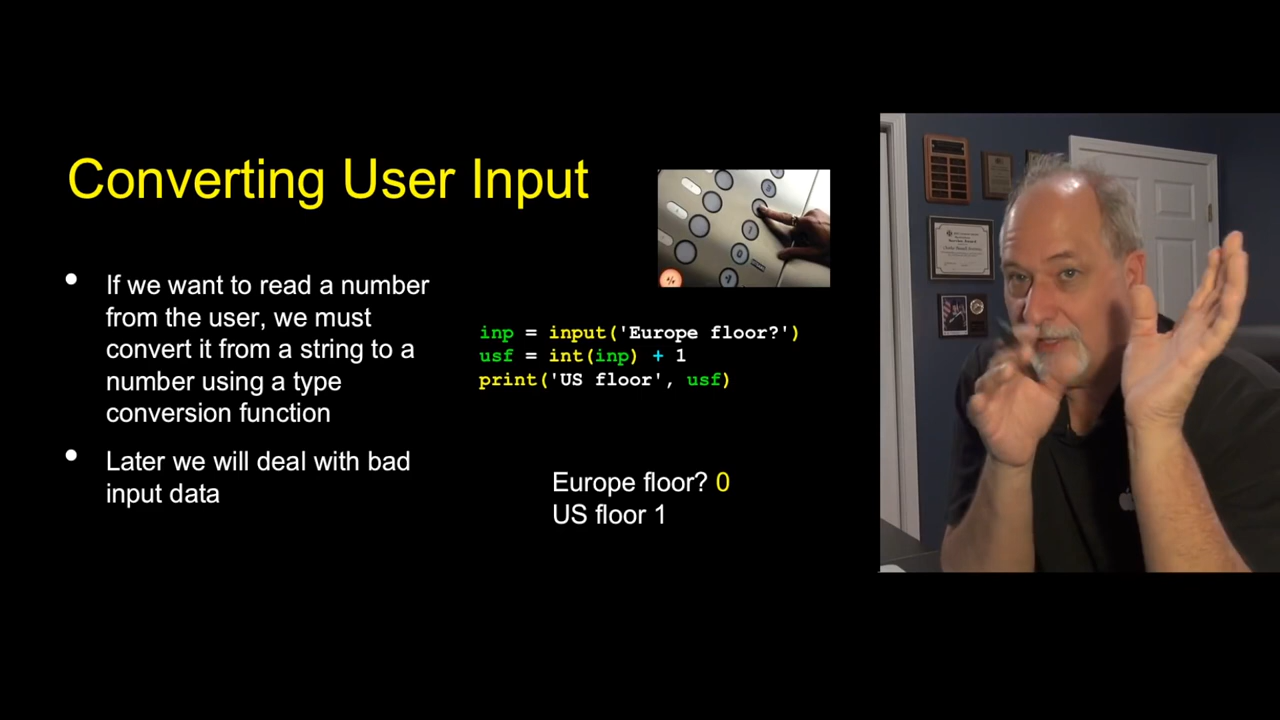 Converting User Input
If we want to read a number
from the user, we must
convert it from a string to a
number using a type
conversion function
Later we will deal with bad
input data
inp = input('Europe floor?')
usf = int(inp) + 1
print('US floor', usf)
Europe floor? 0
US floor 1